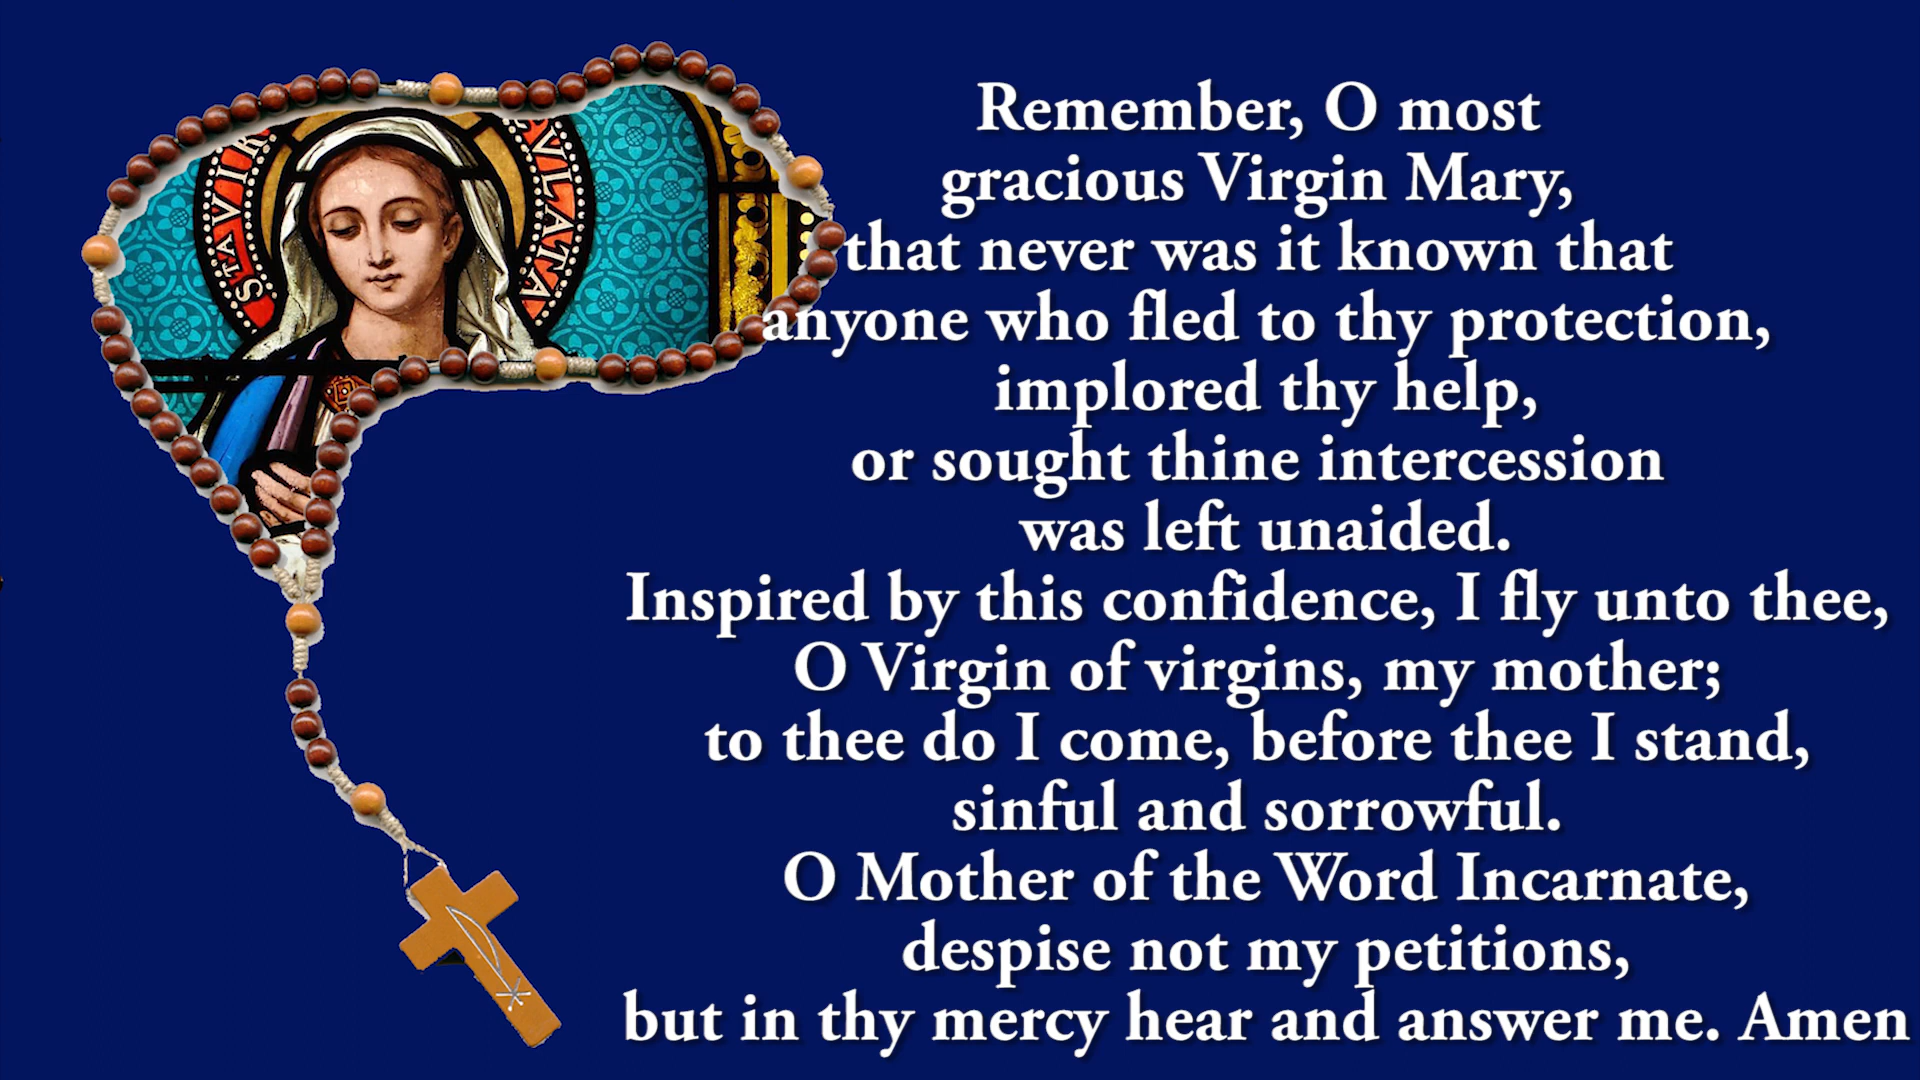 STA VIR
ULATA
Remember, O most
gracious Virgin Mary,
that never was it known that
anyone who fled to thy protection,
implored thy help,
or sought thine intercession
was left unaided.
Inspired by this confidence, I fly unto thee,
O Virgin of virgins, my mother;
to thee do I come, before thee I stand,
sinful and sorrowful.
O Mother of the Word Incarnate,
despise not my petitions,
but in thy mercy hear and answer me. Amen